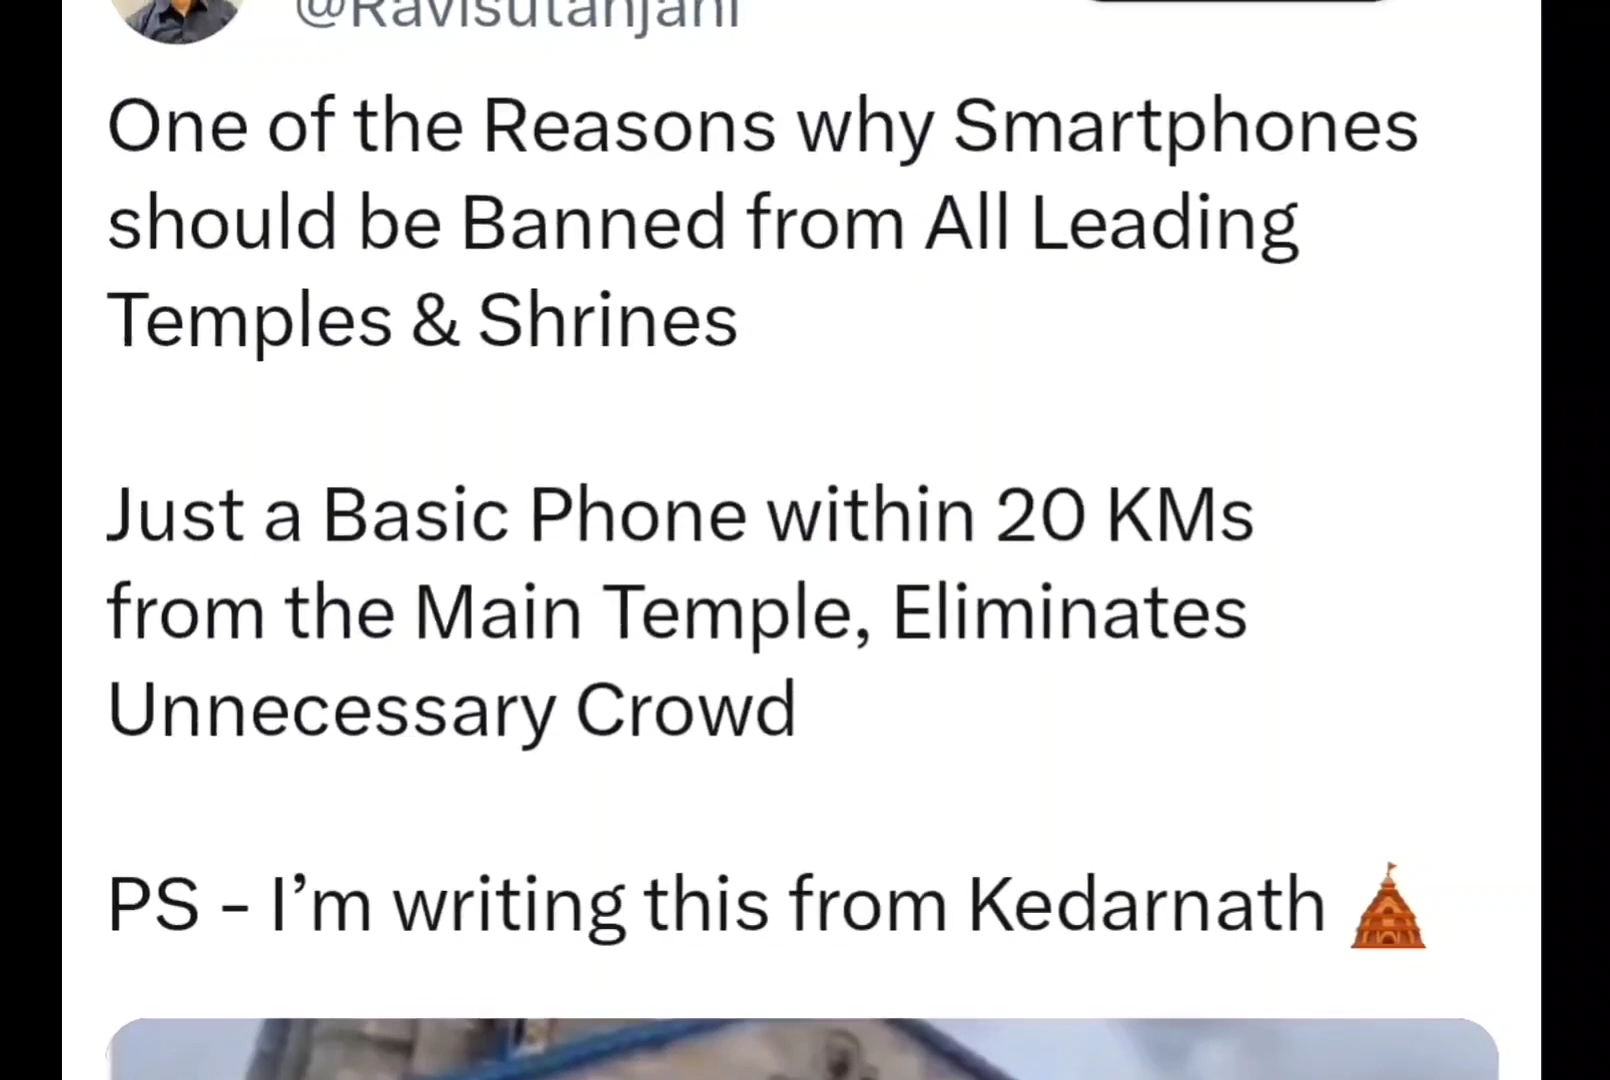 @Ravisutanjani
One of the Reasons why Smartphones
should be Banned from All Leading
Temples & Shrines
Just a Basic Phone within 20 KMs
from the Main Temple, Eliminates
Unnecessary Crowd
PS - I’m writing this from Kedarnath